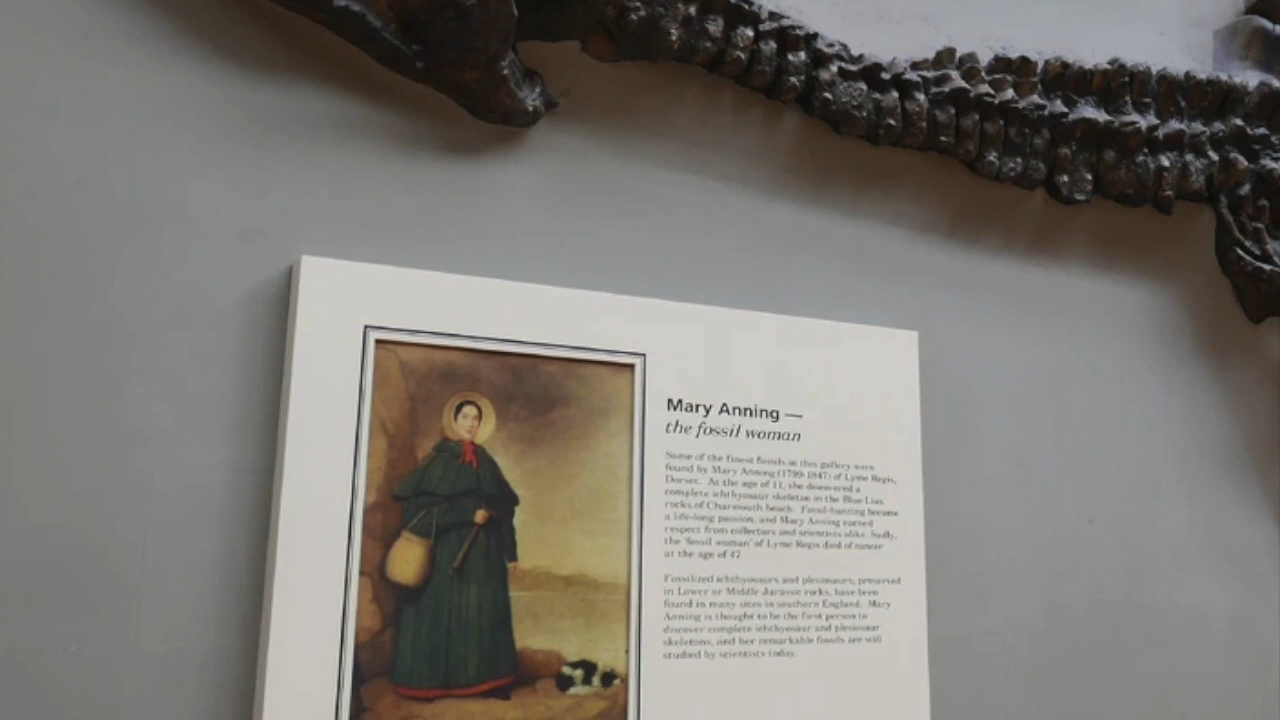 Mary Anning —
the fossil woman
Some of the finest fossils in this gallery were
found by Mary Anning (1799-1847) of Lyme Regis,
Dorset. At the age of 11, she discovered a
complete ichthyosaur skeleton in the Blue Lias
rocks of Charmouth beach. Fossil-hunting became
a life-long passion, and Mary Anning earned
respect from collectors and scientists alike. Sadly,
the 'fossil woman' of Lyme Regis died of cancer
at the age of 47
Fossilized ichthyosaurs and plesiosaurs, preserved
in Lower or Middle Jurassic rocks, have been
found in many sites in southern England. Mary
Anning is thought to be the first person to
discover complete ichthyosaur and plesiosaur
skeletons, and her remarkable fossils are still
studied by scientists today.